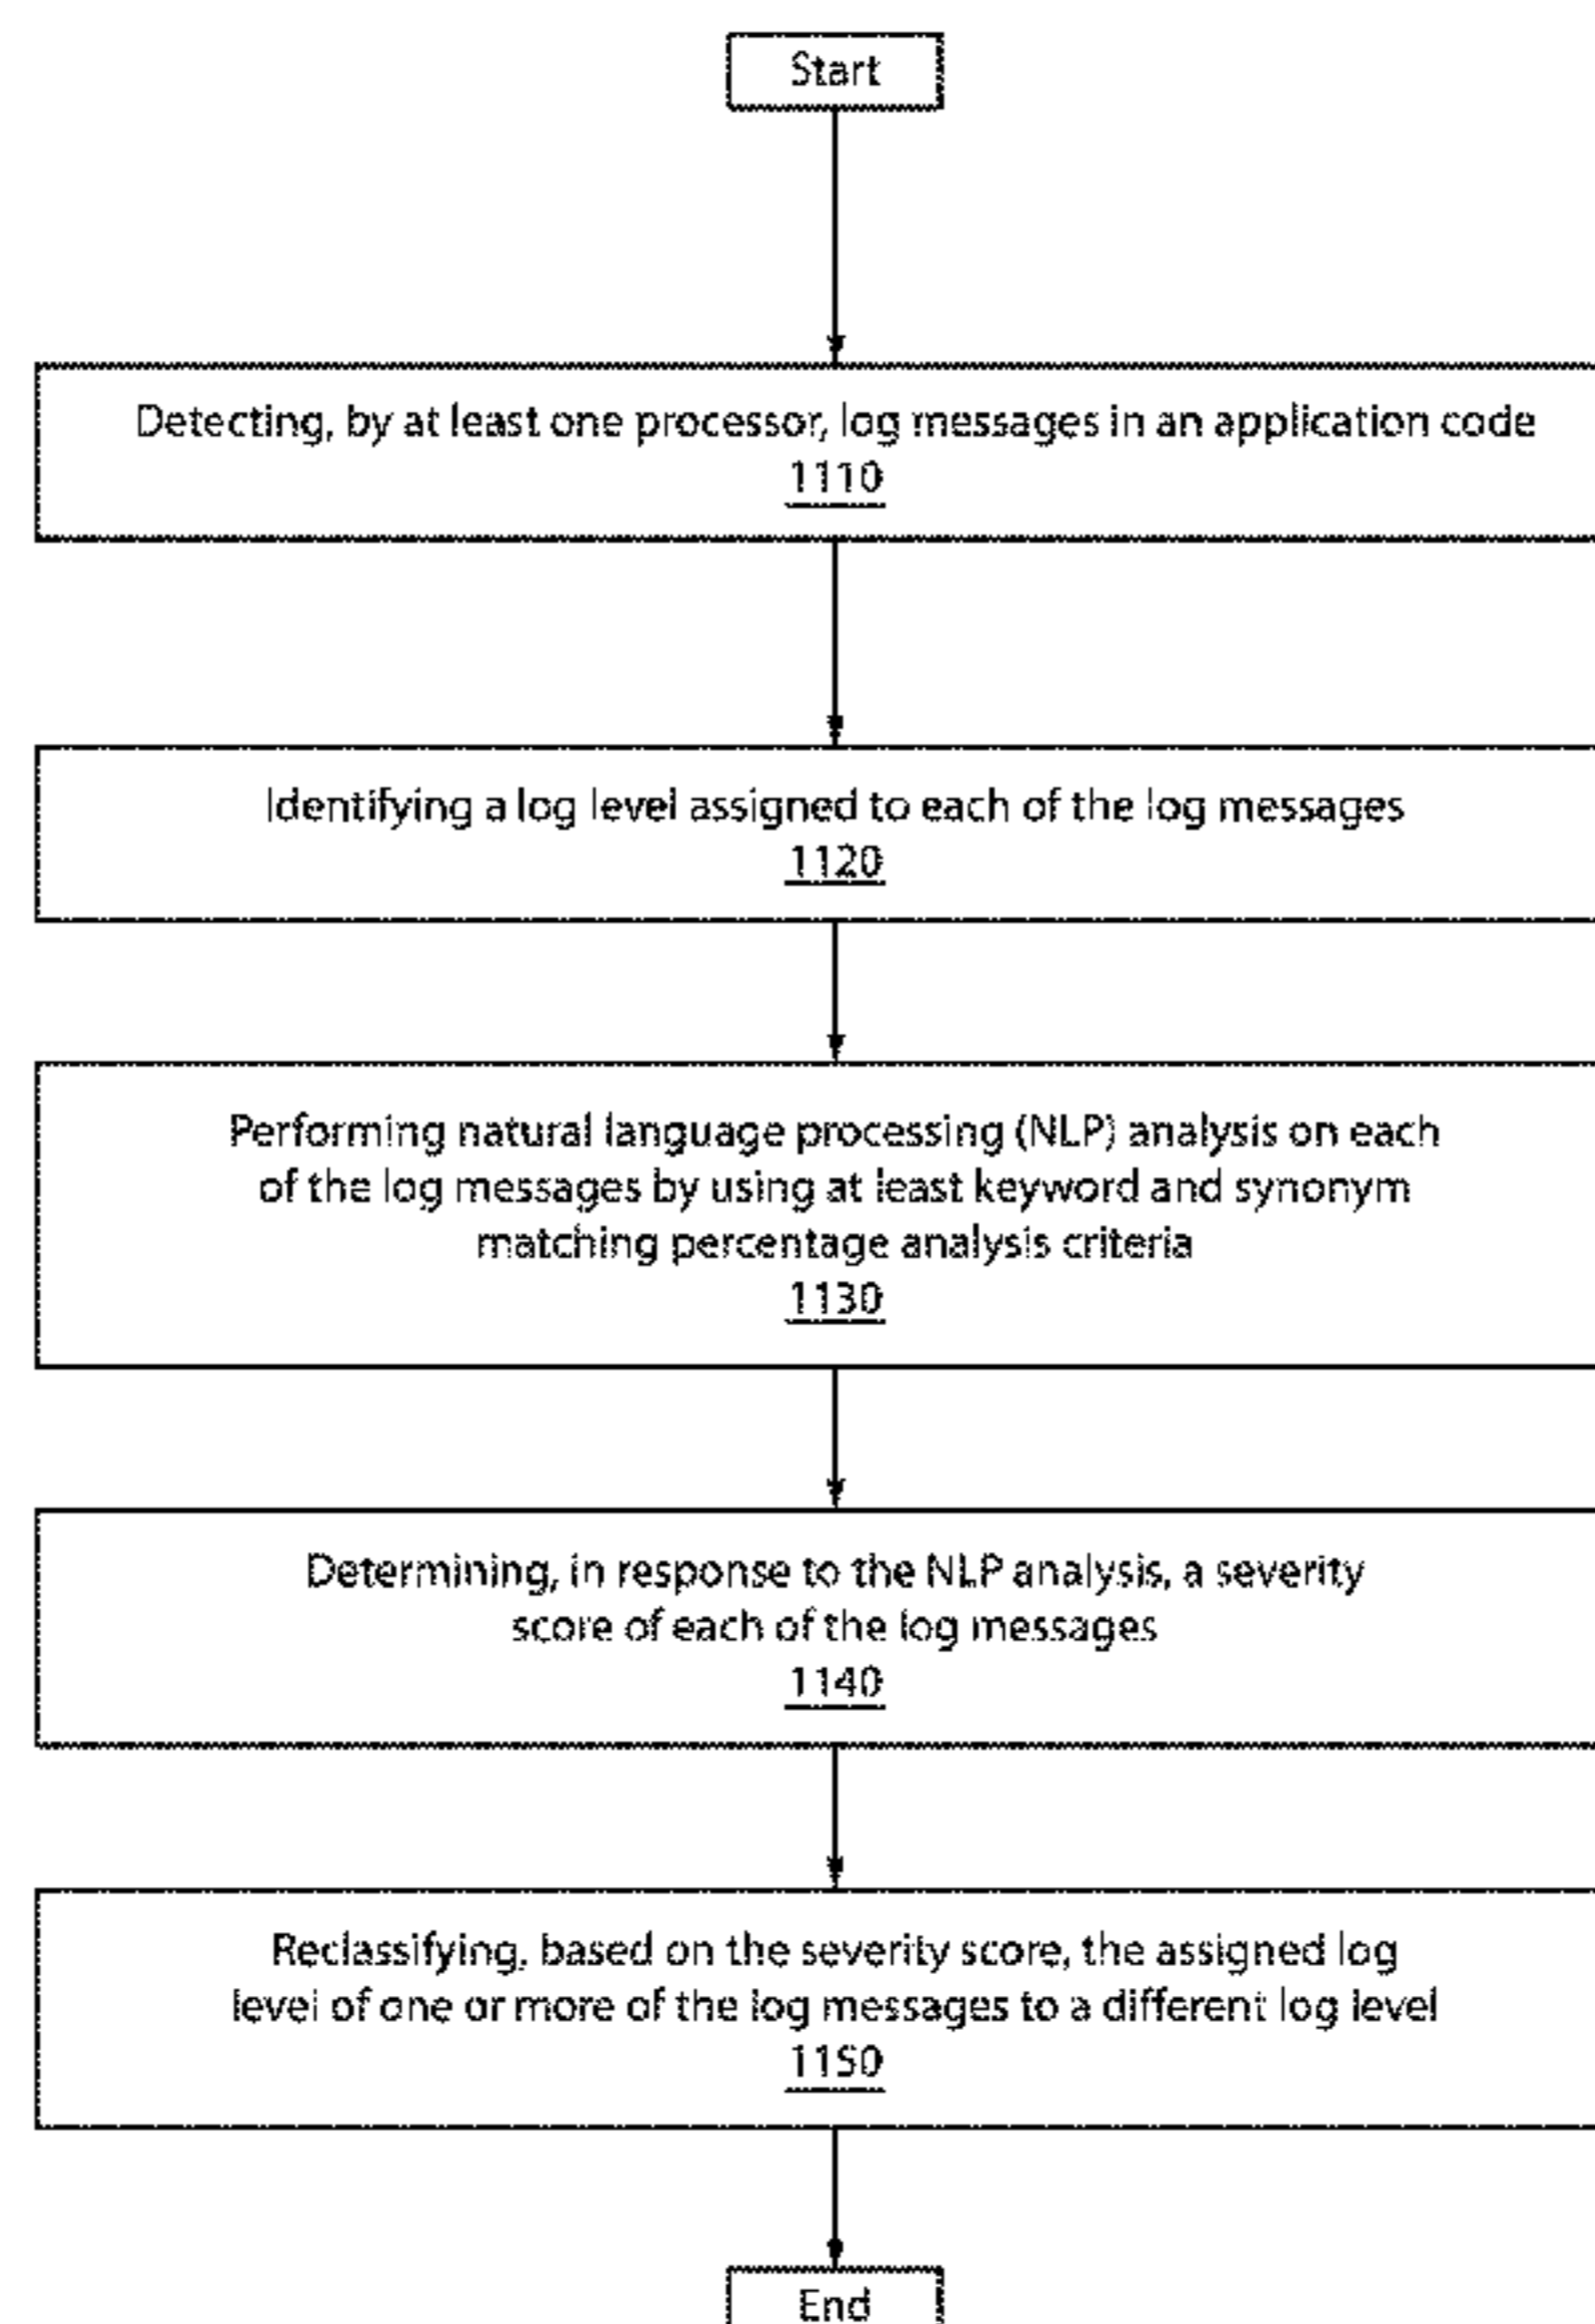 Start
Detecting, by at least one processor, log messages in an application code
1110
Identifying a log level assigned to each of the log messages
1120
Performing natural language processing (NLP) analysis on each
of the log messages by using at least keyword and synonym
matching percentage analysis criteria
1130
Determining, in response to the NLP analysis, a severity
score of each of the log messages
1140
Reclassifying, based on the severity score, the assigned log
level of one or more of the log messages to a different log level
1150
End